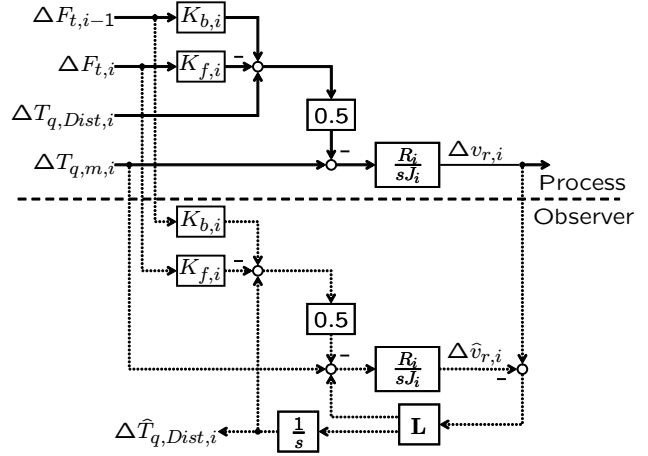 ΔF_{t,i−1} K_{b,i}
ΔF_{t,i} K_{f,i} −
ΔT_{q,Dist,i}
0.5
ΔT_{q,m,i} − R_i/sJ_i Δv_{r,i}
Process
Observer
K_{b,i}
K_{f,i} −
0.5
− R_i/sJ_i Δv̂_{r,i} −
ΔT̂_{q,Dist,i} 1/s L